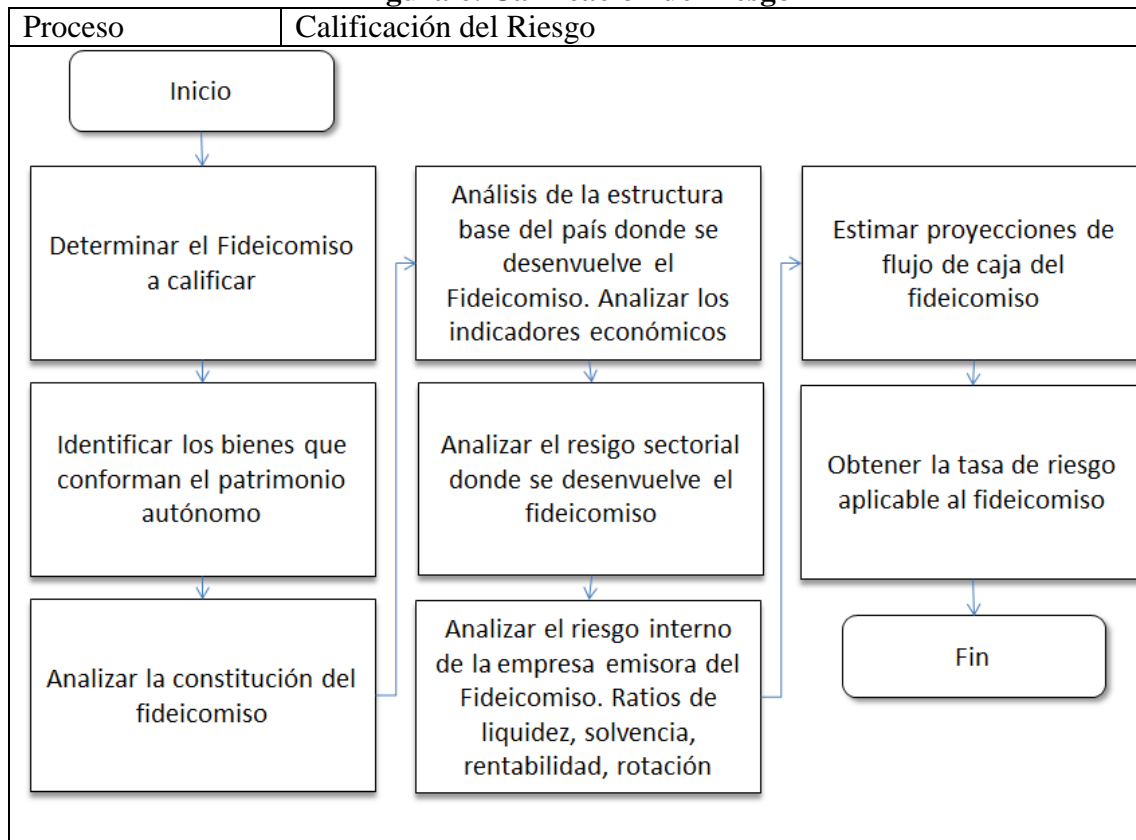 Calificación del Riesgo
Proceso Calificación del Riesgo
Inicio
Determinar el Fideicomiso
a calificar
Identificar los bienes que
conforman el patrimonio
autónomo
Analizar la constitución del
fideicomiso
Análisis de la estructura
base del país donde se
desenvuelve el
Fideicomiso. Analizar los
indicadores económicos
Analizar el resigo sectorial
donde se desenvuelve el
fideicomiso
Analizar el riesgo interno
de la empresa emisora del
Fideicomiso. Ratios de
liquidez, solvencia,
rentabilidad, rotación
Estimar proyecciones de
flujo de caja del
fideicomiso
Obtener la tasa de riesgo
aplicable al fideicomiso
Fin